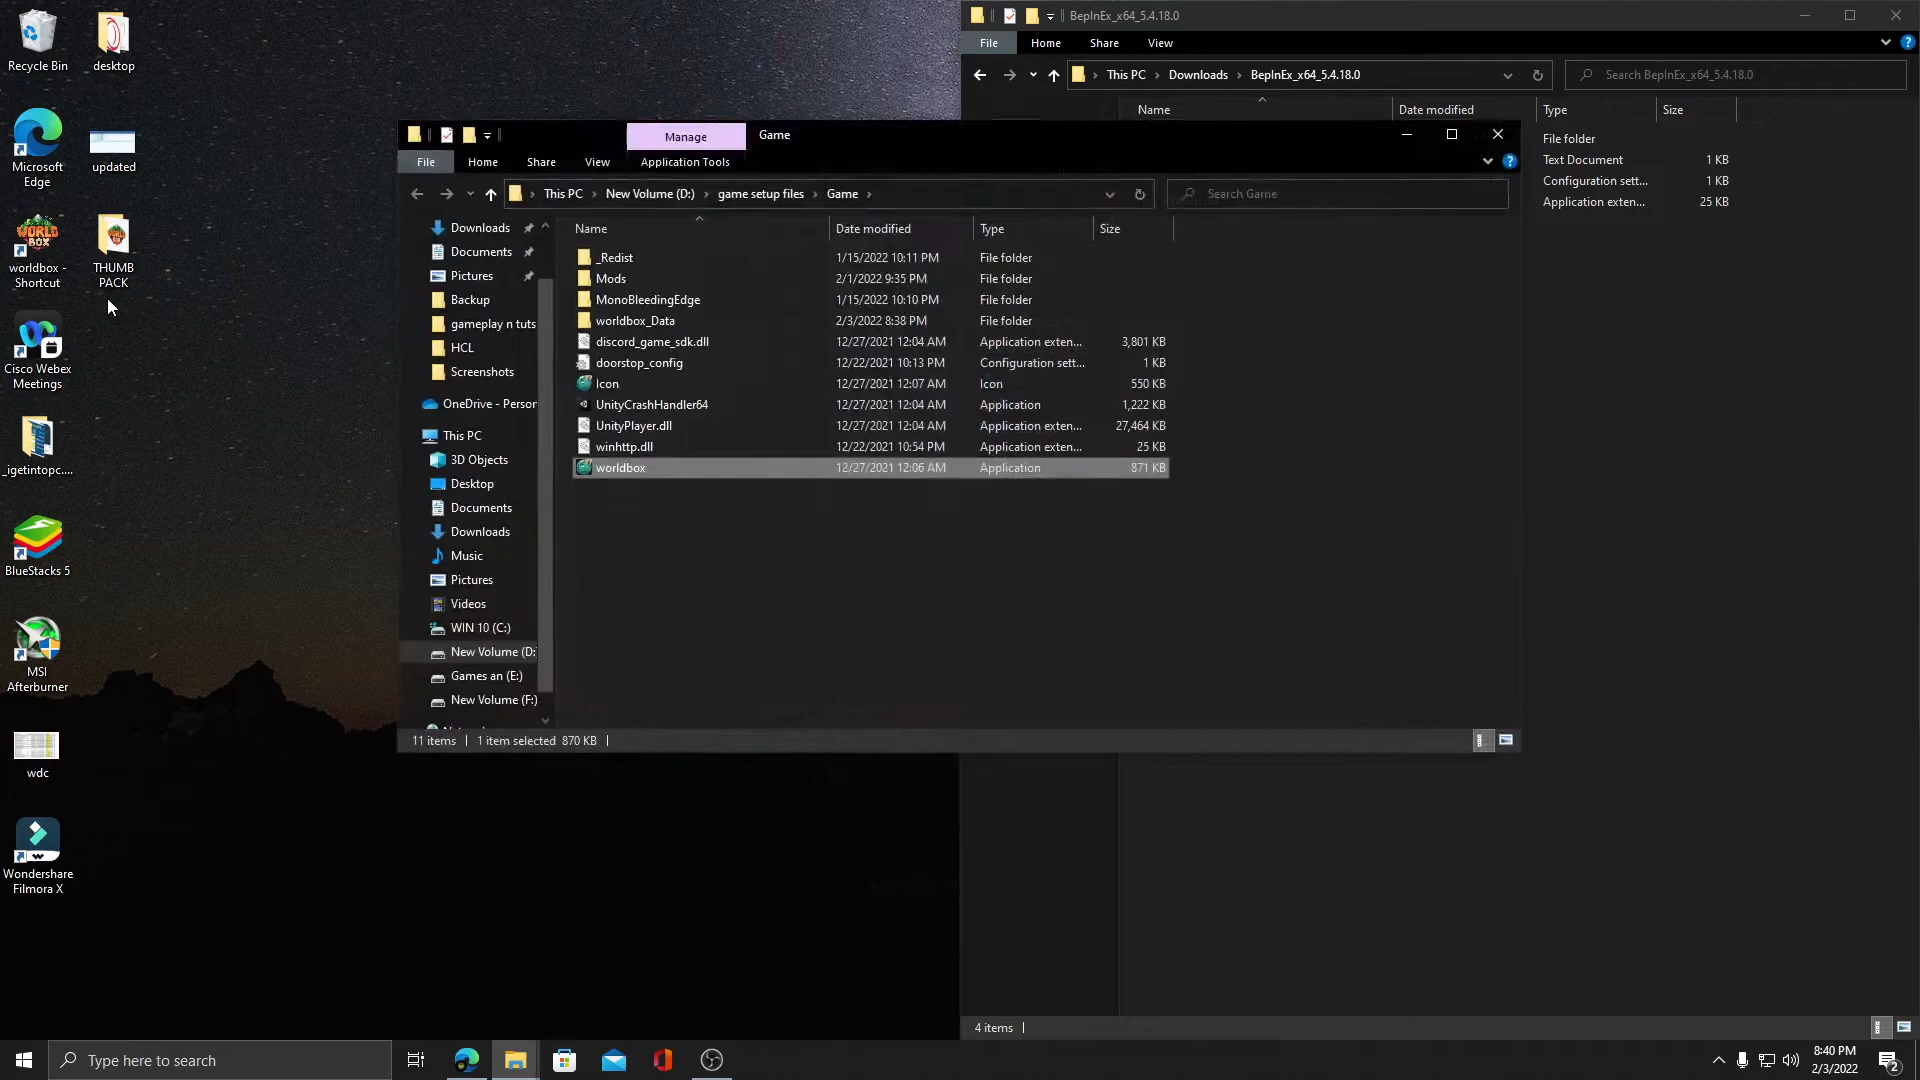 Recycle Bin
desktop
Microsoft
Edge
updated
WORLD
BOX
worldbox -
Shortcut
THUMB
PACK
Cisco Webex
Meetings
_igetintopc....
BlueStacks 5
MSI
Afterburner
wdc
Wondershare
Filmora X
BepInEx_x64_5.4.18.0
File Home Share View
This PC › Downloads › BepInEx_x64_5.4.18.0
Search BepInEx_x64_5.4.18.0
Name Date modified Type Size
File folder
Text Document 1 KB
Configuration sett... 1 KB
Application exten... 25 KB
4 items
Manage Game
File Home Share View Application Tools
This PC › New Volume (D:) › game setup files › Game ›
Search Game
Downloads
Documents
Pictures
Backup
gameplay n tuts
HCL
Screenshots
OneDrive - Person
This PC
3D Objects
Desktop
Documents
Downloads
Music
Pictures
Videos
WIN 10 (C:)
New Volume (D:
Games an (E:)
New Volume (F:)
Name Date modified Type Size
_Redist 1/15/2022 10:11 PM File folder
Mods 2/1/2022 9:35 PM File folder
MonoBleedingEdge 1/15/2022 10:10 PM File folder
worldbox_Data 2/3/2022 8:38 PM File folder
discord_game_sdk.dll 12/27/2021 12:04 AM Application exten... 3,801 KB
doorstop_config 12/22/2021 10:13 PM Configuration sett... 1 KB
Icon 12/27/2021 12:07 AM Icon 550 KB
UnityCrashHandler64 12/27/2021 12:04 AM Application 1,222 KB
UnityPlayer.dll 12/27/2021 12:04 AM Application exten... 27,464 KB
winhttp.dll 12/22/2021 10:54 PM Application exten... 25 KB
worldbox 12/27/2021 12:06 AM Application 871 KB
11 items 1 item selected 870 KB
Type here to search
8:40 PM
2/3/2022
2